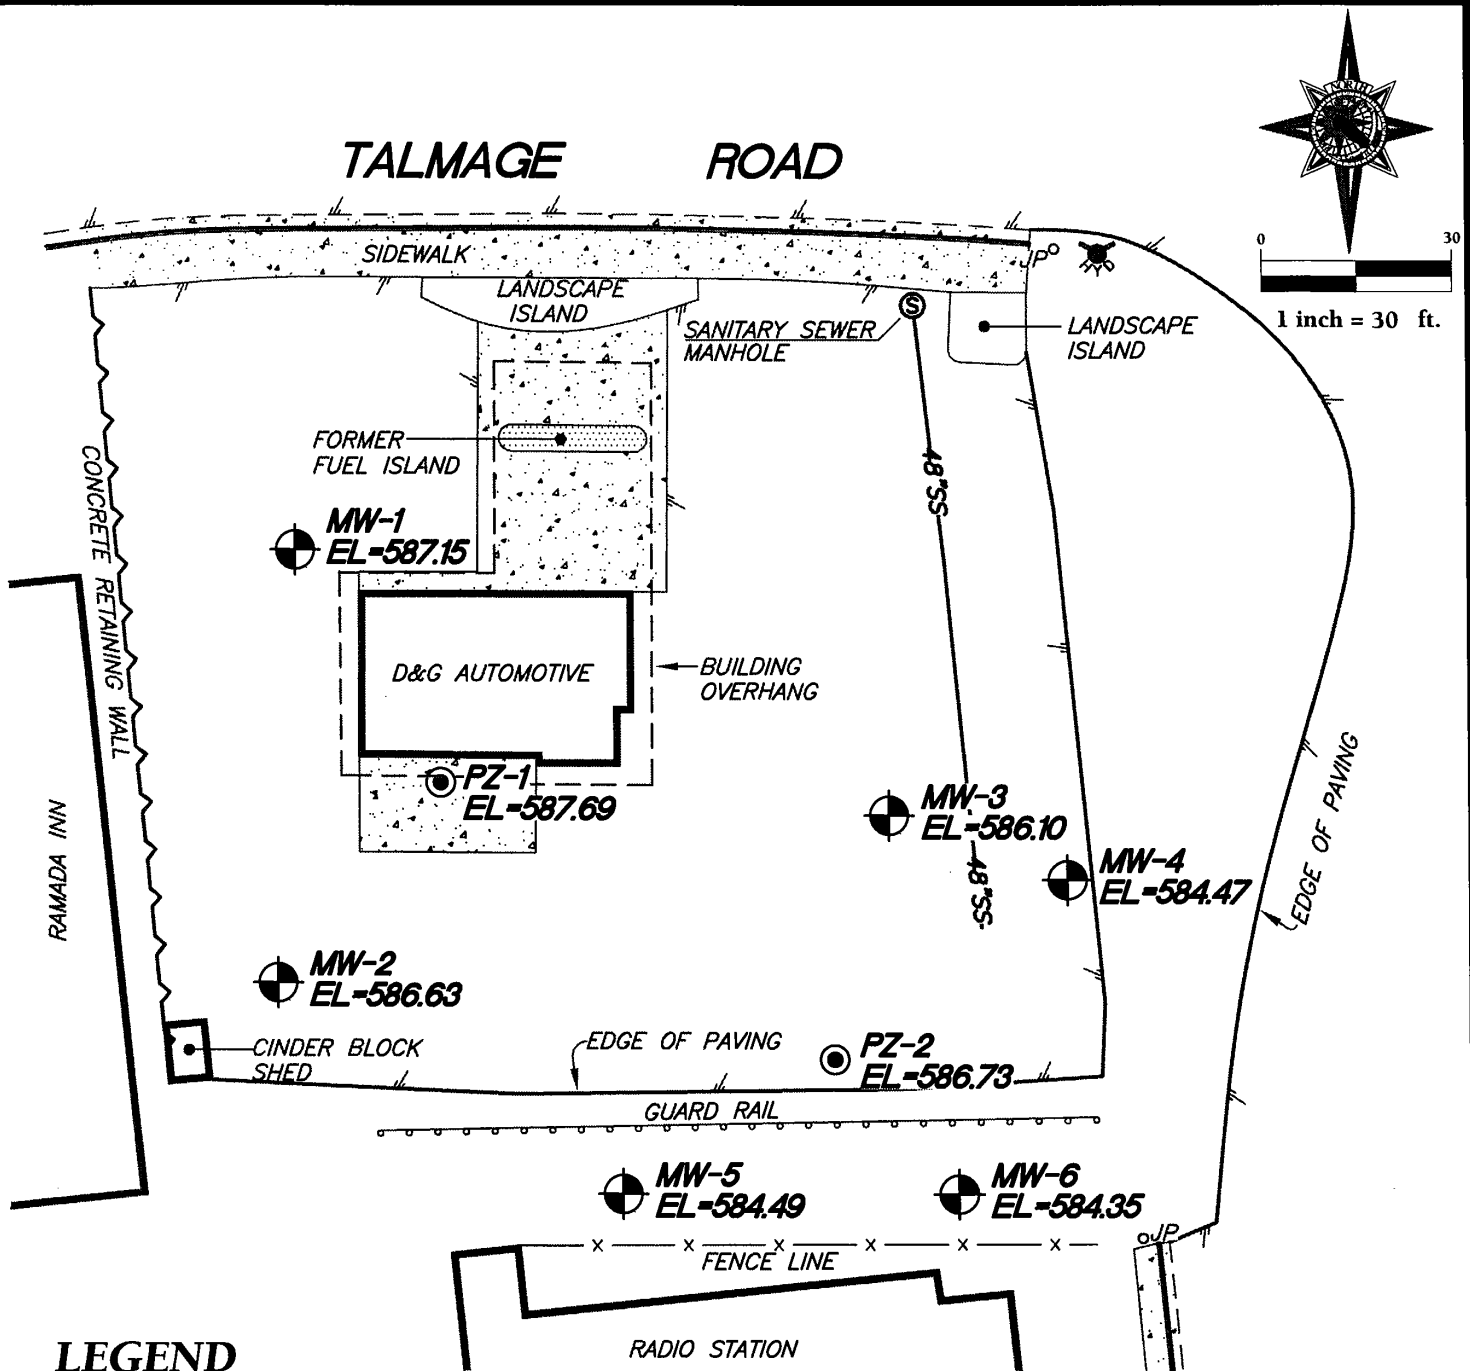 NORTH
TALMAGE ROAD
0 30
1 inch = 30 ft.
SIDEWALK
JP
HYD
LANDSCAPE
ISLAND
SANITARY SEWER
MANHOLE
S
LANDSCAPE
ISLAND
FORMER
FUEL ISLAND
48"SS
CONCRETE RETAINING WALL
MW-1
EL=587.15
D&G AUTOMOTIVE
BUILDING
OVERHANG
PZ-1
EL=587.69
MW-3
EL=586.10
48"SS
MW-4
EL=584.47
EDGE OF PAVING
RAMADA INN
MW-2
EL=586.63
CINDER BLOCK
SHED
EDGE OF PAVING
PZ-2
EL=586.73
GUARD RAIL
MW-5
EL=584.49
MW-6
EL=584.35
JP
FENCE LINE
RADIO STATION
LEGEND